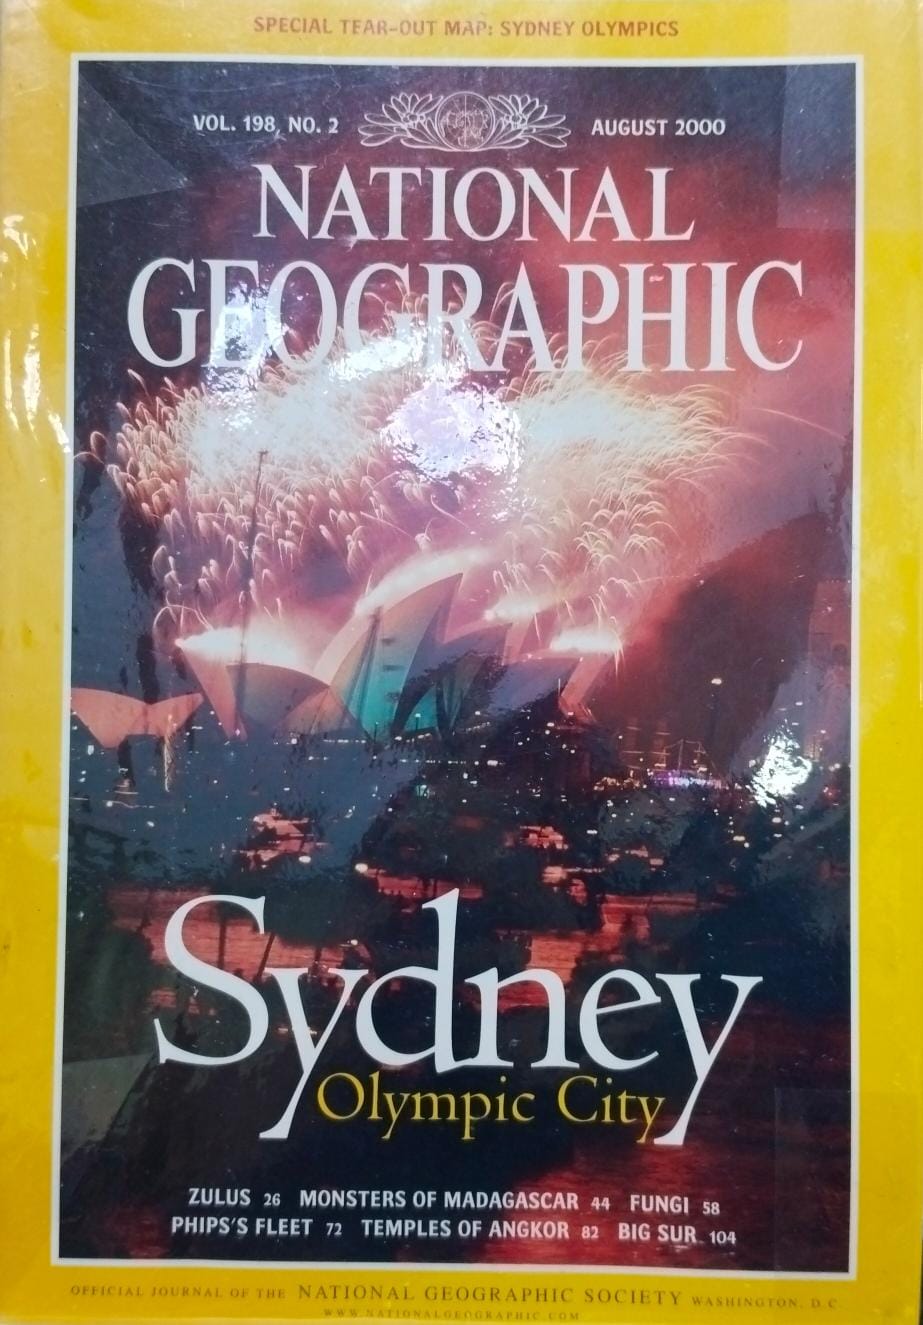 SPECIAL TEAR-OUT MAP: SYDNEY OLYMPICS
VOL. 198, NO. 2 AUGUST 2000
NATIONAL
GEOGRAPHIC
Sydney
Olympic City
ZULUS 26 MONSTERS OF MADAGASCAR 44 FUNGI 58
PHIPS'S FLEET 72 TEMPLES OF ANGKOR 82 BIG SUR 104
OFFICIAL JOURNAL OF THE NATIONAL GEOGRAPHIC SOCIETY WASHINGTON, D.C.
WWW.NATIONALGEOGRAPHIC.COM